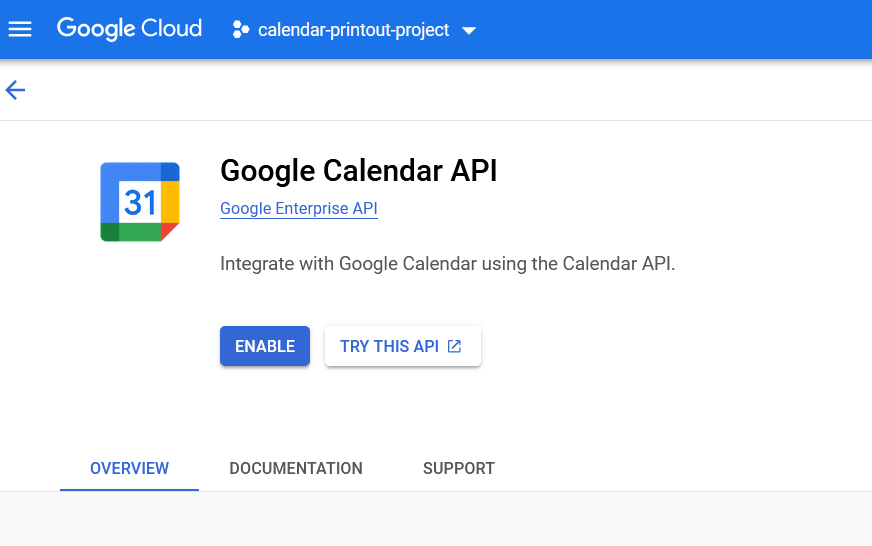 Google Cloud
calendar-printout-project
31
Google Calendar API
Google Enterprise API
Integrate with Google Calendar using the Calendar API.
ENABLE
TRY THIS API
OVERVIEW
DOCUMENTATION
SUPPORT